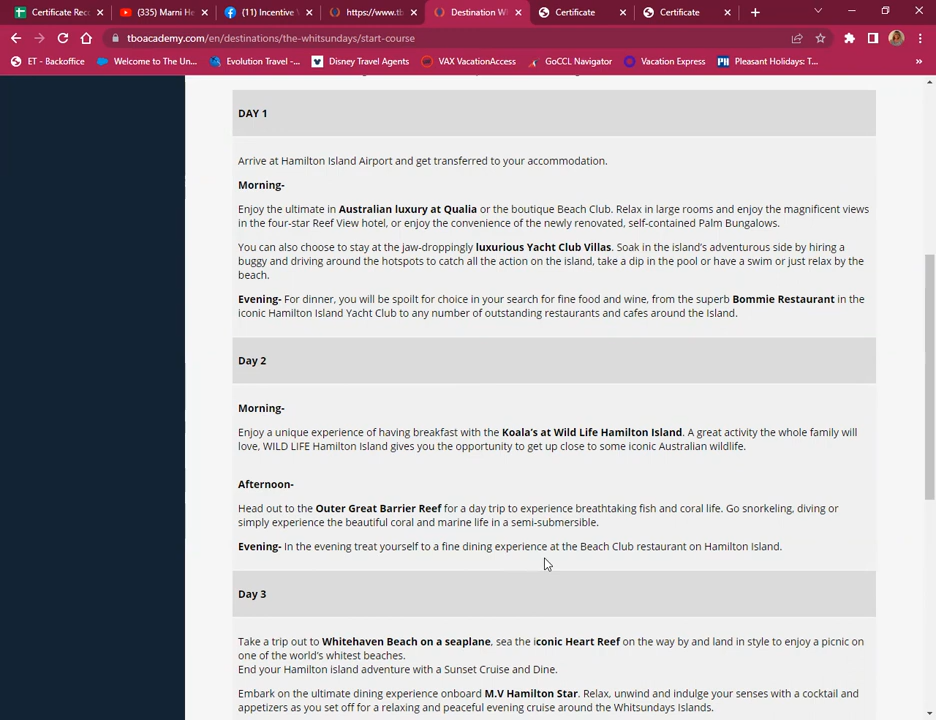 Certificate Rec
(335) Marni He
(11) Incentive
https://www.tb
Destination W
Certificate
Certificate
tboacademy.com/en/destinations/the-whitsundays/start-course
ET - Backoffice
Welcome to The Un...
Evolution Travel -...
Disney Travel Agents
VAX VacationAccess
GoCCL Navigator
Vacation Express
Pleasant Holidays: T...
»
DAY 1
Arrive at Hamilton Island Airport and get transferred to your accommodation.
Morning-
Enjoy the ultimate in Australian luxury at Qualia or the boutique Beach Club. Relax in large rooms and enjoy the magnificent views
in the four-star Reef View hotel, or enjoy the convenience of the newly renovated, self-contained Palm Bungalows.
You can also choose to stay at the jaw-droppingly luxurious Yacht Club Villas. Soak in the island's adventurous side by hiring a
buggy and driving around the hotspots to catch all the action on the island, take a dip in the pool or have a swim or just relax by the
beach.
Evening- For dinner, you will be spoilt for choice in your search for fine food and wine, from the superb Bommie Restaurant in the
iconic Hamilton Island Yacht Club to any number of outstanding restaurants and cafes around the Island.
Day 2
Morning-
Enjoy a unique experience of having breakfast with the Koala's at Wild Life Hamilton Island. A great activity the whole family will
love, WILD LIFE Hamilton Island gives you the opportunity to get up close to some iconic Australian wildlife.
Afternoon-
Head out to the Outer Great Barrier Reef for a day trip to experience breathtaking fish and coral life. Go snorkeling, diving or
simply experience the beautiful coral and marine life in a semi-submersible.
Evening- In the evening treat yourself to a fine dining experience at the Beach Club restaurant on Hamilton Island.
Day 3
Take a trip out to Whitehaven Beach on a seaplane, sea the iconic Heart Reef on the way by and land in style to enjoy a picnic on
one of the world's whitest beaches.
End your Hamilton island adventure with a Sunset Cruise and Dine.
Embark on the ultimate dining experience onboard M.V Hamilton Star. Relax, unwind and indulge your senses with a cocktail and
appetizers as you set off for a relaxing and peaceful evening cruise around the Whitsundays Islands.